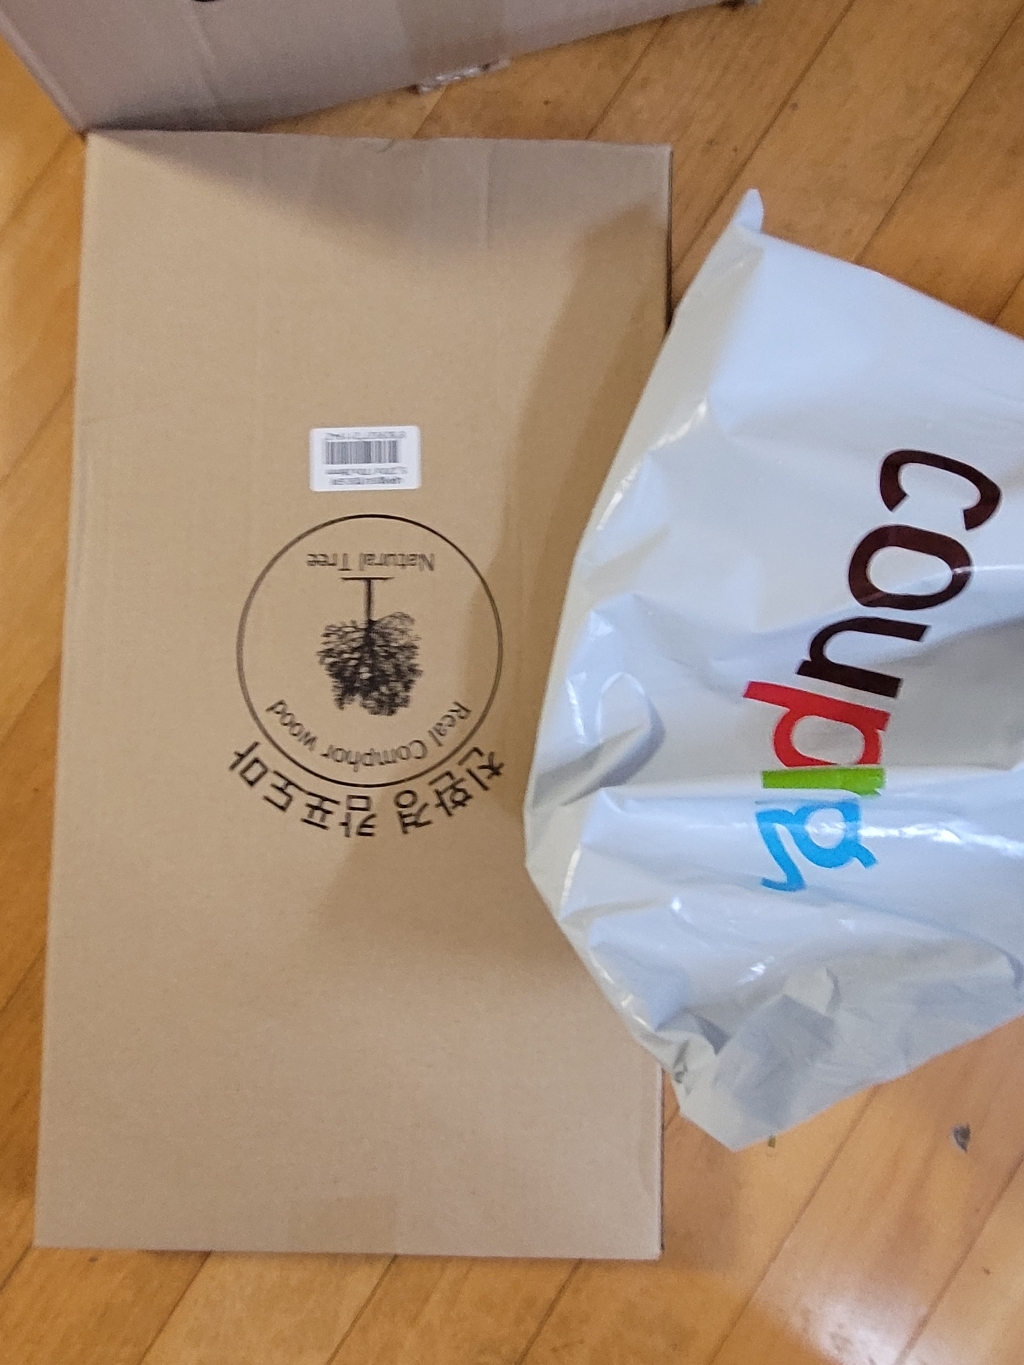 친환경 캄포도마
Real Comphor wood
Natural Tree
coupang